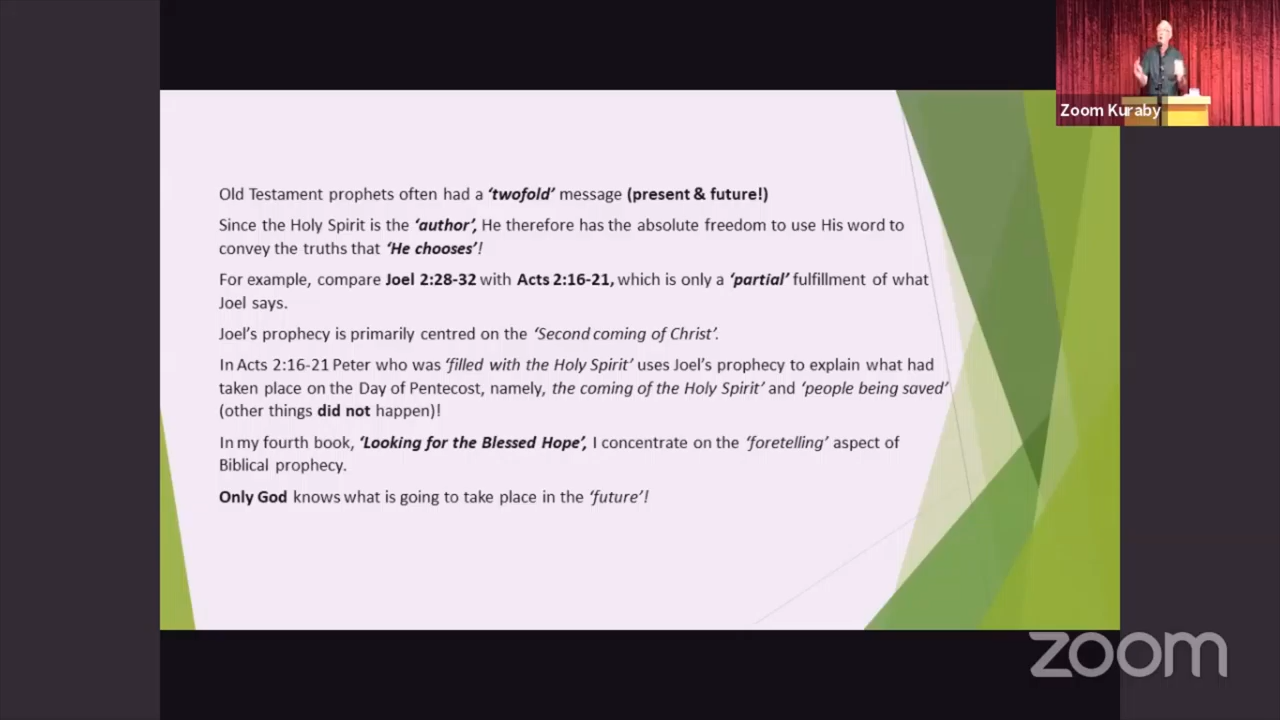 Zoom Kuraby
Old Testament prophets often had a ‘twofold’ message (present & future!)
Since the Holy Spirit is the ‘author’, He therefore has the absolute freedom to use His word to
convey the truths that ‘He chooses’!
For example, compare Joel 2:28-32 with Acts 2:16-21, which is only a ‘partial’ fulfillment of what
Joel says.
Joel’s prophecy is primarily centred on the ‘Second coming of Christ’.
In Acts 2:16-21 Peter who was ‘filled with the Holy Spirit’ uses Joel’s prophecy to explain what had
taken place on the Day of Pentecost, namely, the coming of the Holy Spirit’ and ‘people being saved’
(other things did not happen)!
In my fourth book, ‘Looking for the Blessed Hope’, I concentrate on the ‘foretelling’ aspect of
Biblical prophecy.
Only God knows what is going to take place in the ‘future’!
zoom